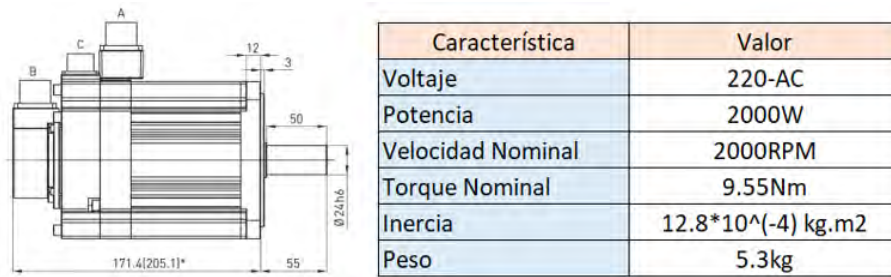 A
C
B
12
3
50
Ø24h6
171.4(205.1)*
55
Característica Valor
Voltaje 220-AC
Potencia 2000W
Velocidad Nominal 2000RPM
Torque Nominal 9.55Nm
Inercia 12.8*10^(-4) kg.m2
Peso 5.3kg